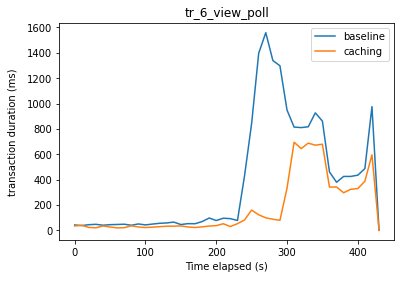 tr_6_view_poll
1600
1400
1200
1000
800
600
400
200
0
transaction duration (ms)
baseline
caching
0
100
200
300
400
Time elapsed (s)